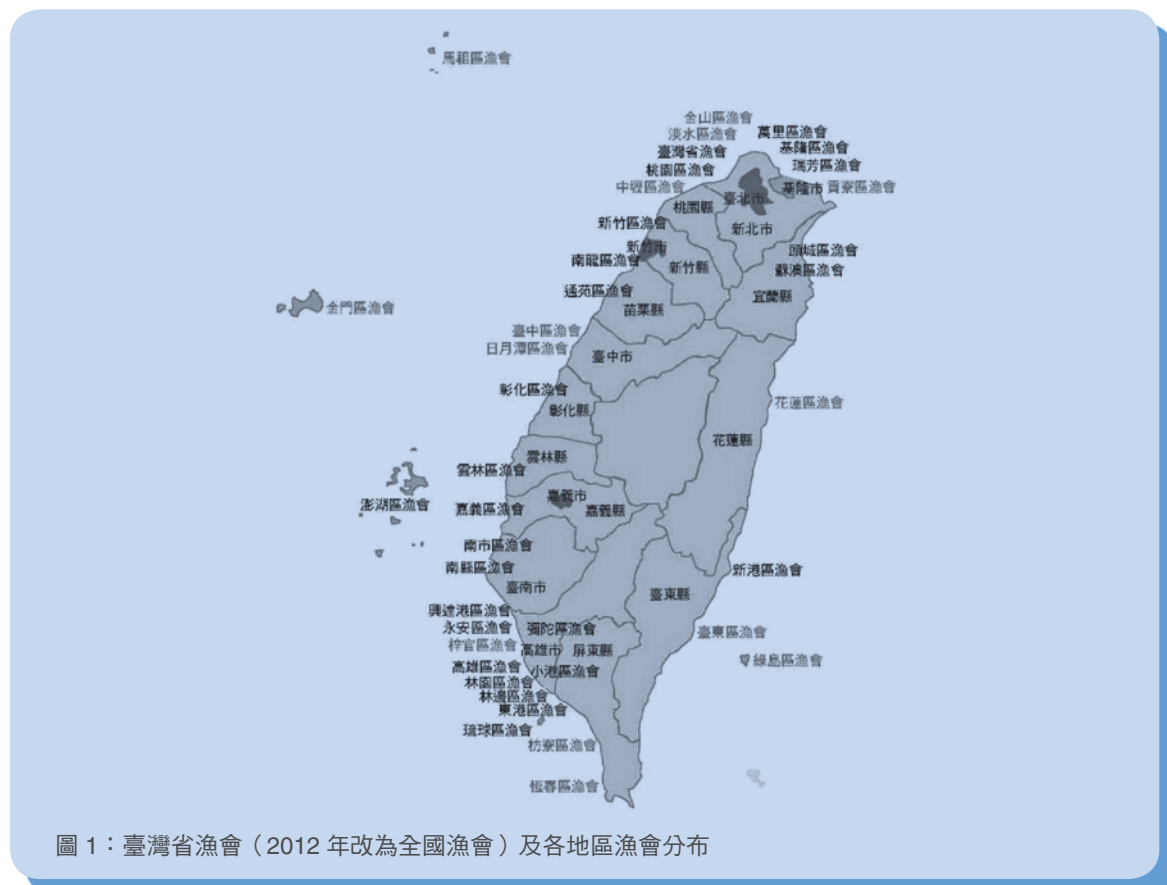 馬祖區漁會
金山區漁會
淡水區漁會
萬里區漁會
臺灣省漁會
基隆區漁會
桃園區漁會
瑞芳區漁會
中壢區漁會
臺北市
基隆市
貢寮區漁會
桃園縣
新竹區漁會
新北市
新竹市
頭城區漁會
南龍區漁會
新竹縣
蘇澳區漁會
通苑區漁會
宜蘭縣
金門區漁會
苗栗縣
臺中區漁會
日月潭區漁會
臺中市
彰化區漁會
花蓮區漁會
彰化縣
花蓮縣
雲林縣
雲林區漁會
嘉義市
澎湖區漁會
嘉義區漁會
嘉義縣
南市區漁會
南縣區漁會
新港區漁會
臺南市
臺東縣
興達港區漁會
永安區漁會
彌陀區漁會
臺東區漁會
梓官區漁會
高雄市
屏東縣
綠島區漁會
高雄區漁會
小港區漁會
林園區漁會
林邊區漁會
東港區漁會
琉球區漁會
枋寮區漁會
恆春區漁會
圖 1：臺灣省漁會（2012 年改為全國漁會）及各地區漁會分布